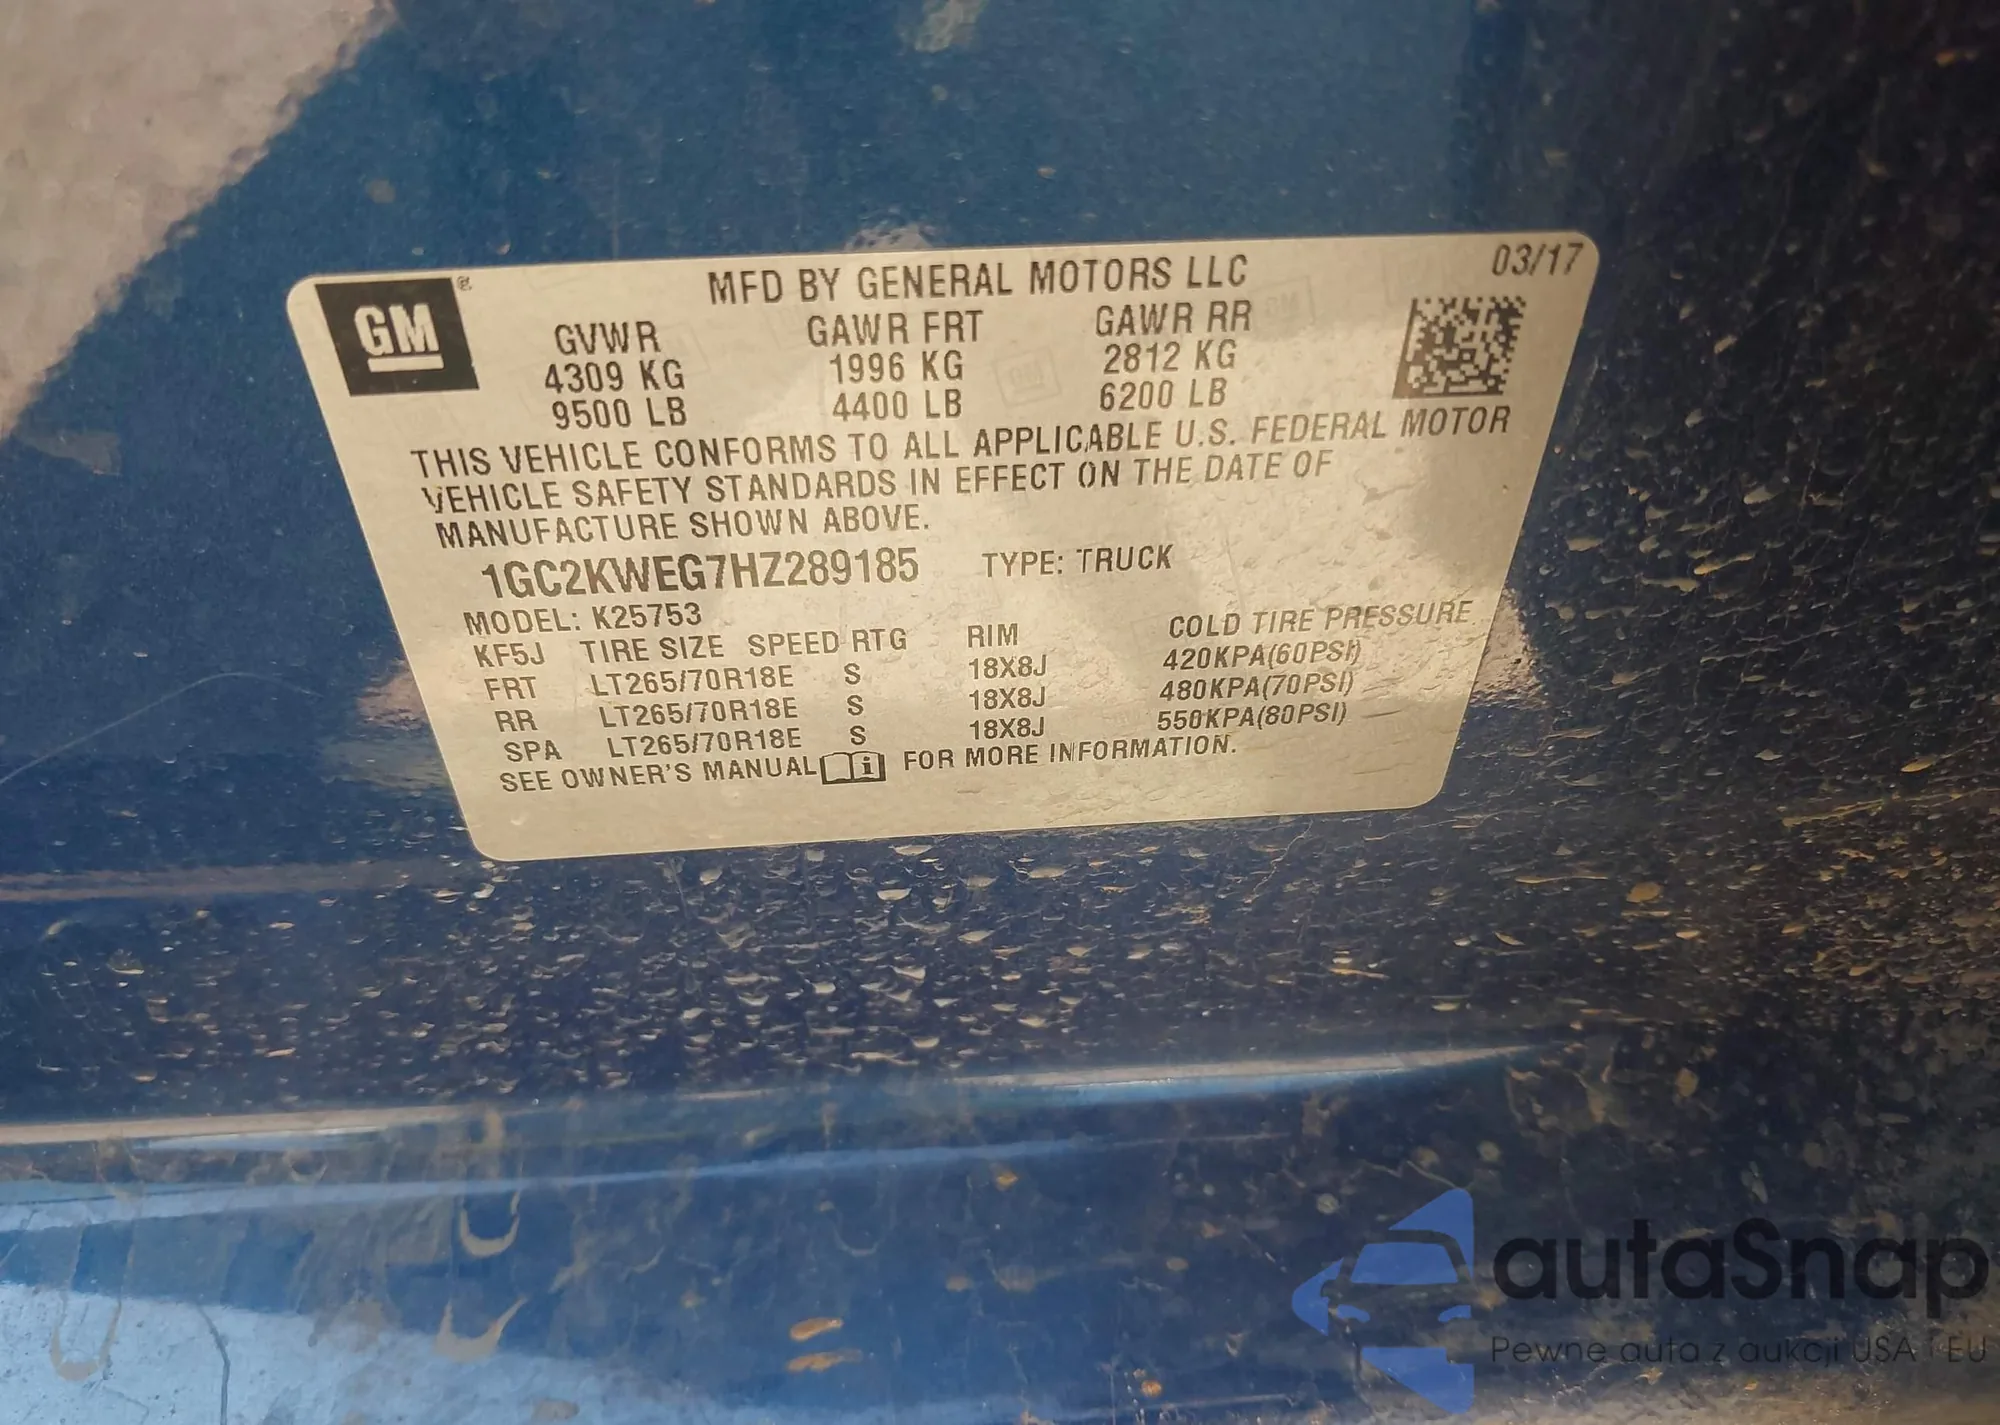 GM ® MFD BY GENERAL MOTORS LLC 03/17
GVWR GAWR FRT GAWR RR
4309 KG 1996 KG 2812 KG
9500 LB 4400 LB 6200 LB
THIS VEHICLE CONFORMS TO ALL APPLICABLE U.S. FEDERAL MOTOR
VEHICLE SAFETY STANDARDS IN EFFECT ON THE DATE OF
MANUFACTURE SHOWN ABOVE.
1GC2KWEG7HZ289185 TYPE: TRUCK
MODEL: K25753
KF5J TIRE SIZE SPEED RTG RIM COLD TIRE PRESSURE
FRT LT265/70R18E S 18X8J 420KPA(60PSI)
RR LT265/70R18E S 18X8J 480KPA(70PSI)
SPA LT265/70R18E S 18X8J 550KPA(80PSI)
SEE OWNER'S MANUAL FOR MORE INFORMATION.
autaSnap
Pewne auta z aukcji USA i EU